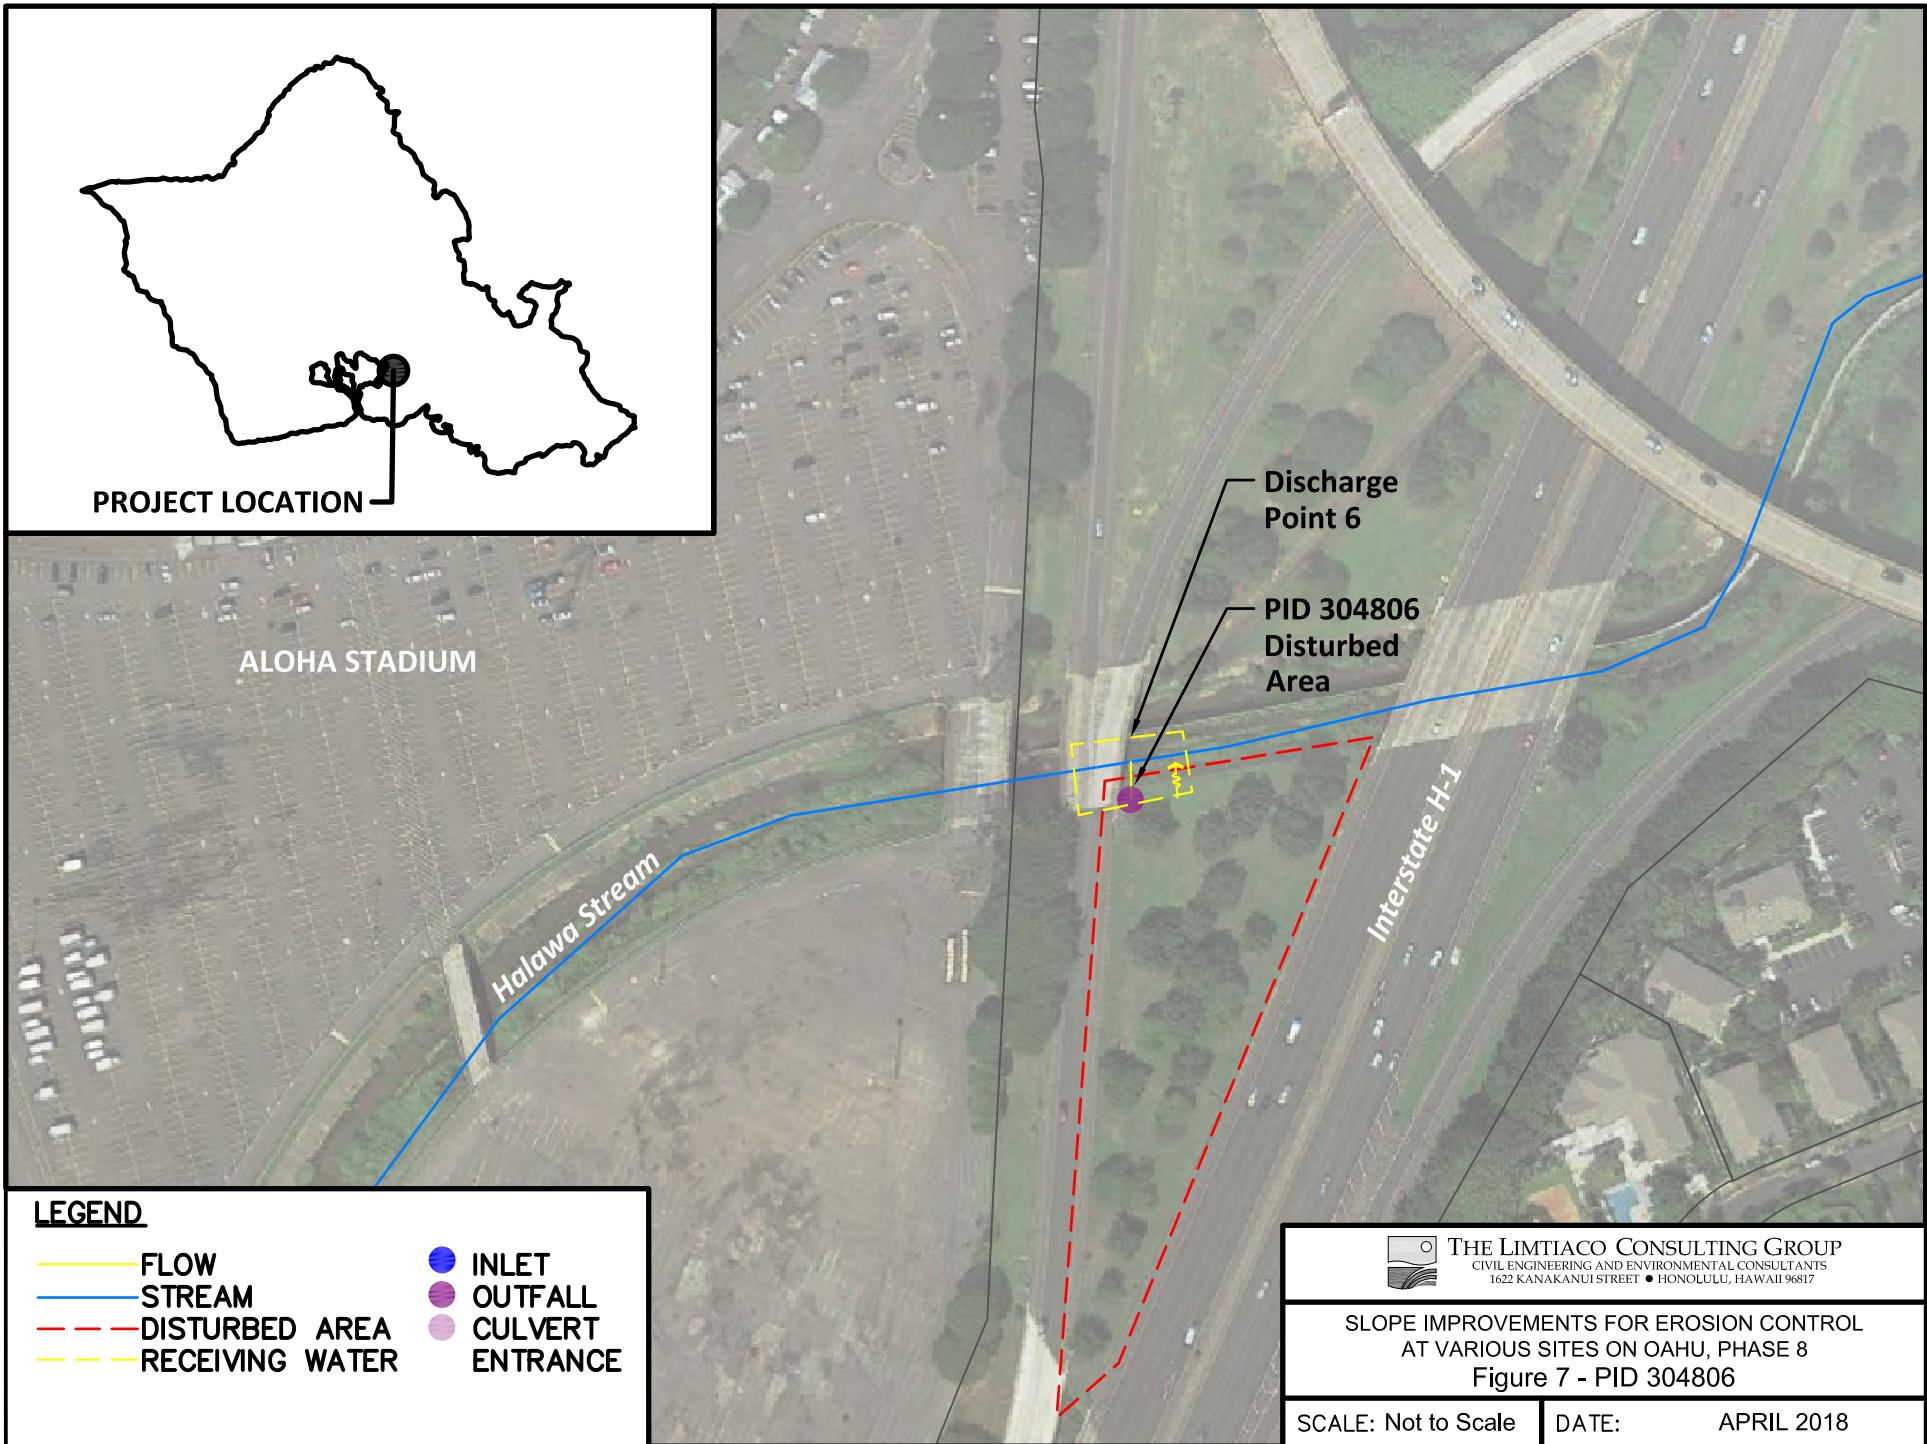 PROJECT LOCATION
Discharge
Point 6
PID 304806
Disturbed
Area
ALOHA STADIUM
Halawa Stream
Interstate H-1
LEGEND
FLOW
STREAM
DISTURBED AREA
RECEIVING WATER
INLET
OUTFALL
CULVERT
ENTRANCE
THE LIMTIACO CONSULTING GROUP
CIVIL ENGINEERING AND ENVIRONMENTAL CONSULTANTS
1622 KANAKANUI STREET ● HONOLULU, HAWAII 96817
SLOPE IMPROVEMENTS FOR EROSION CONTROL
AT VARIOUS SITES ON OAHU, PHASE 8
Figure 7 - PID 304806
SCALE: Not to Scale
DATE: APRIL 2018